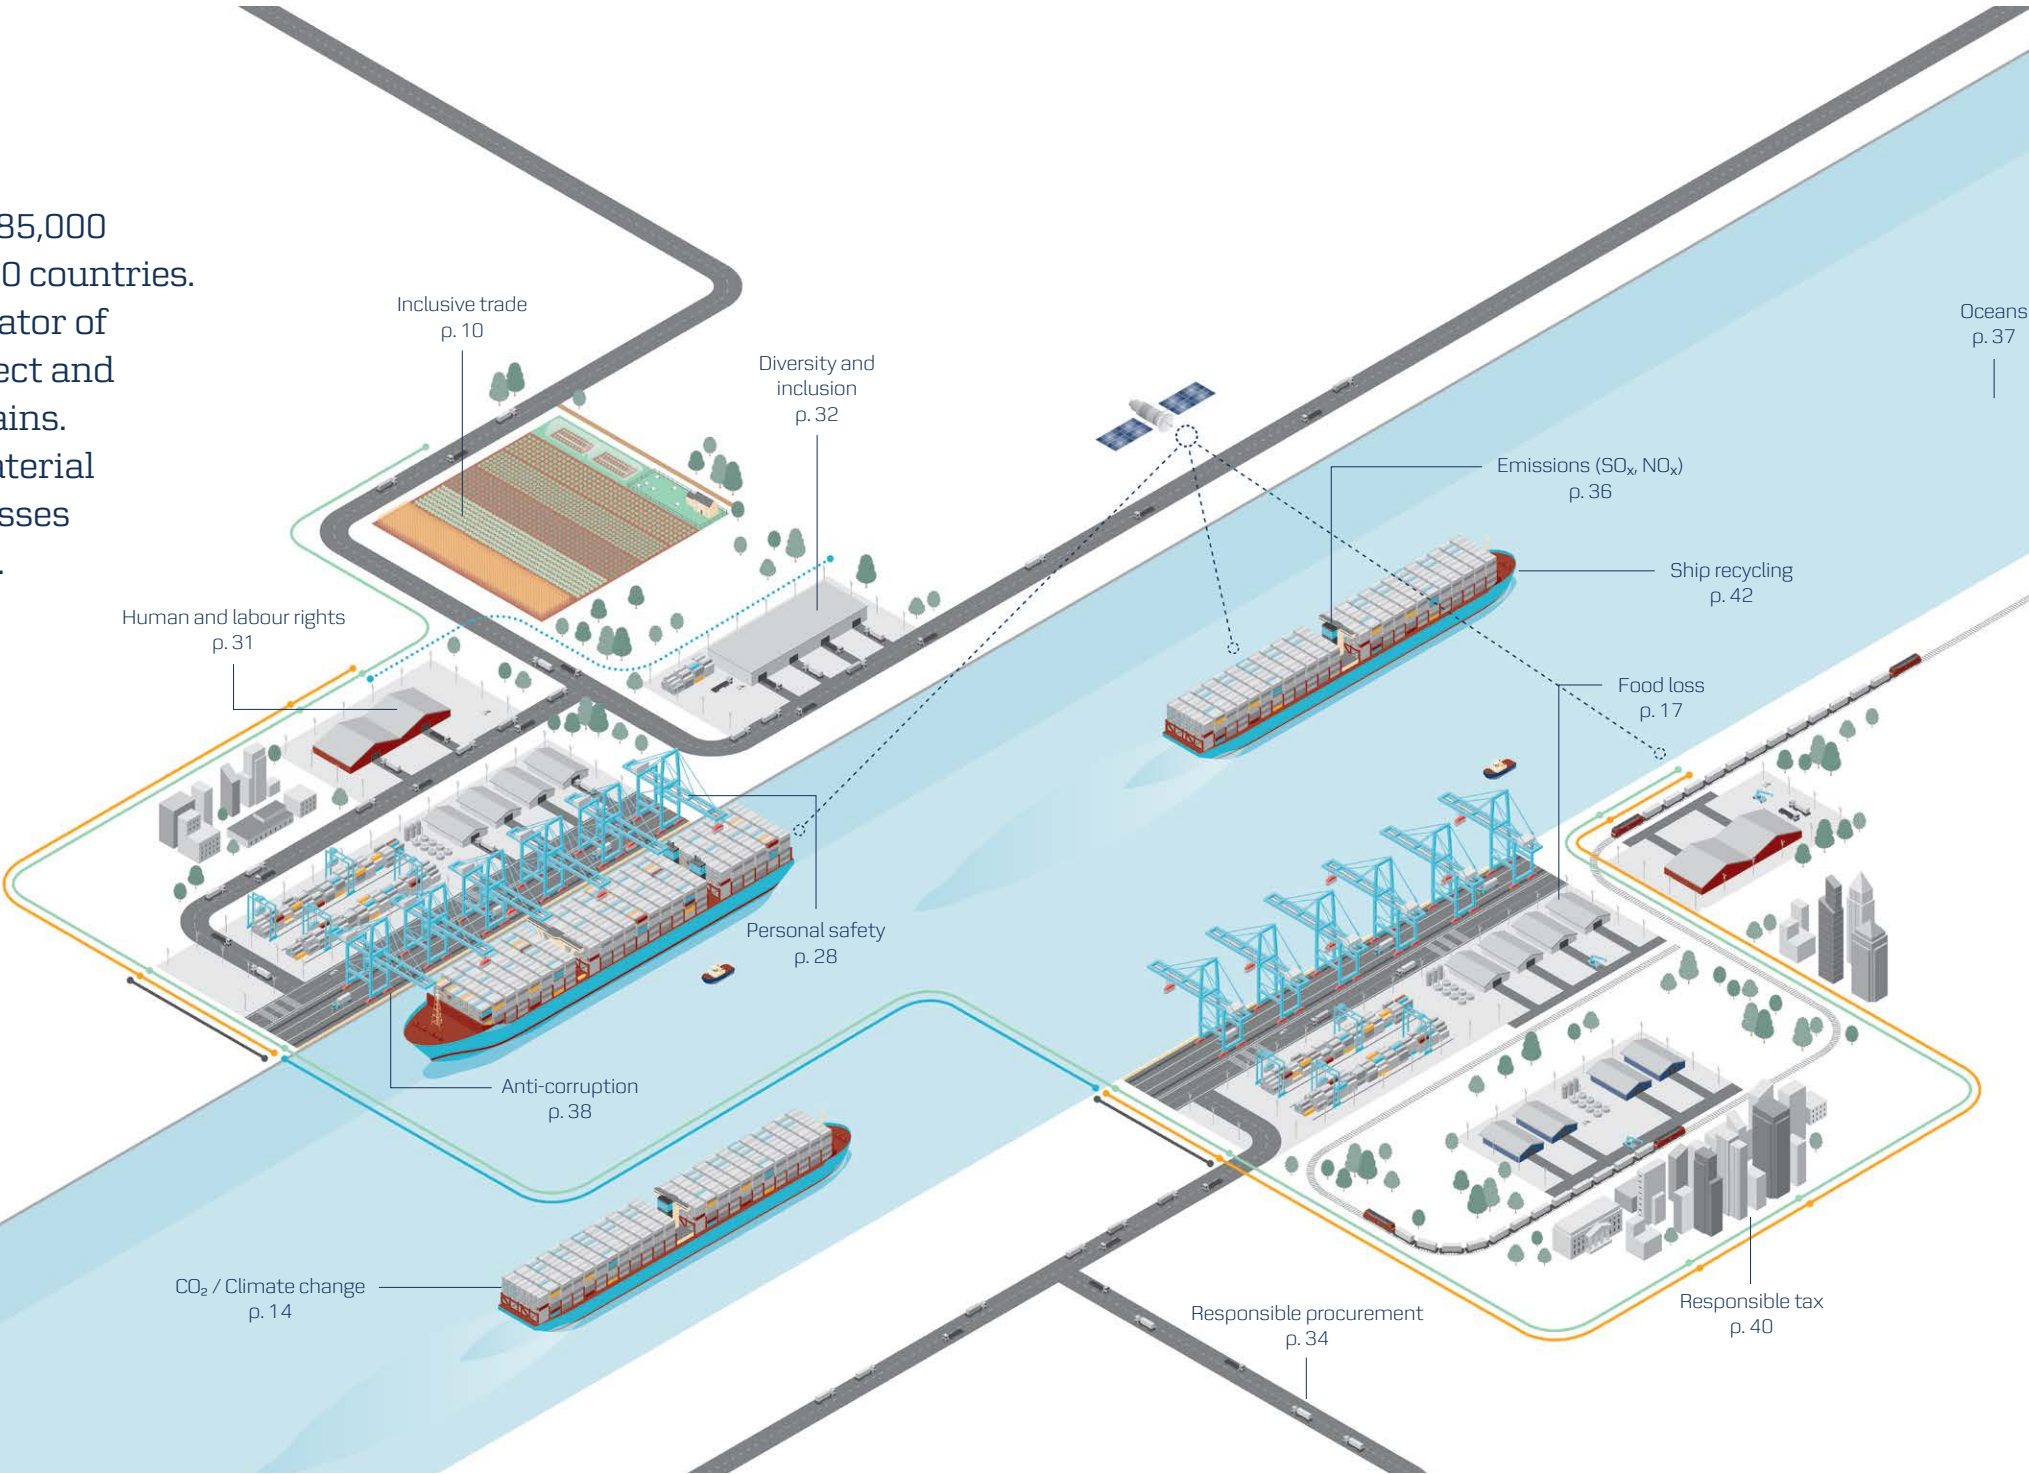 85,000
0 countries.
ator of
ect and
ains.
aterial
sses
.
Inclusive trade
p. 10
Diversity and
inclusion
p. 32
Oceans
p. 37
Emissions (SOₓ, NOₓ)
p. 36
Ship recycling
p. 42
Human and labour rights
p. 31
Food loss
p. 17
Personal safety
p. 28
Anti-corruption
p. 38
CO₂ / Climate change
p. 14
Responsible procurement
p. 34
Responsible tax
p. 40